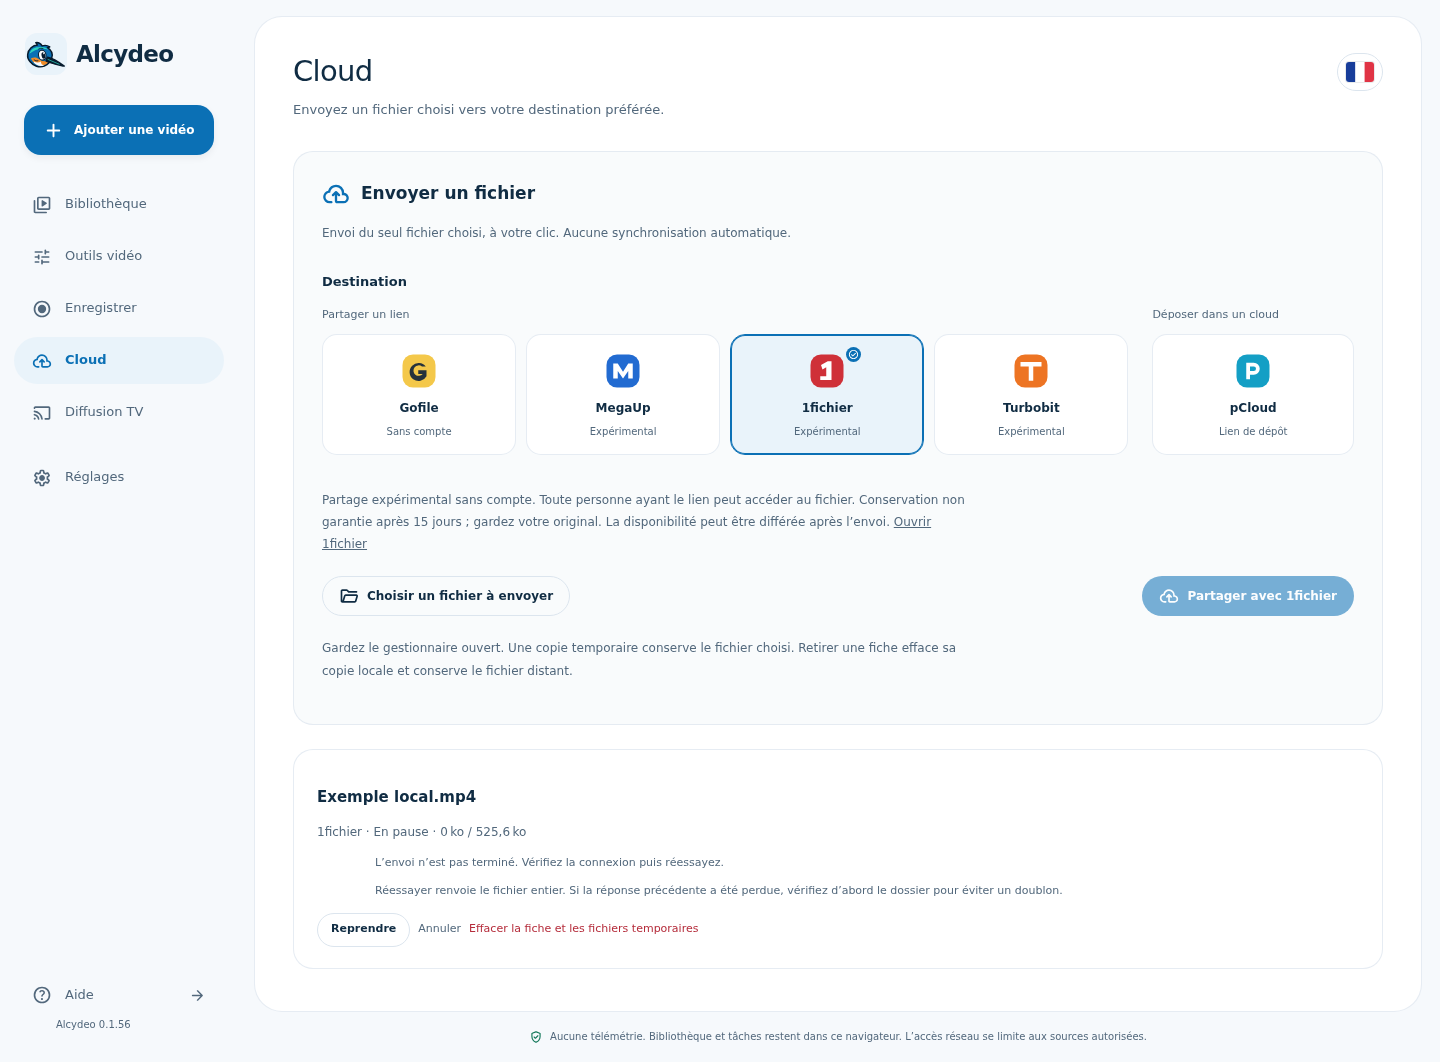 Alcydeo
Ajouter une vidéo
Bibliothèque
Outils vidéo
Enregistrer
Cloud
Diffusion TV
Réglages
Aide
Alcydeo 0.1.56
Cloud
Envoyez un fichier choisi vers votre destination préférée.
Envoyer un fichier
Envoi du seul fichier choisi, à votre clic. Aucune synchronisation automatique.
Destination
Partager un lien
Déposer dans un cloud
G
Gofile
Sans compte
M
MegaUp
Expérimental
1
1fichier
Expérimental
T
Turbobit
Expérimental
P
pCloud
Lien de dépôt
Partage expérimental sans compte. Toute personne ayant le lien peut accéder au fichier. Conservation non
garantie après 15 jours ; gardez votre original. La disponibilité peut être différée après l’envoi. Ouvrir
1fichier
Choisir un fichier à envoyer
Partager avec 1fichier
Gardez le gestionnaire ouvert. Une copie temporaire conserve le fichier choisi. Retirer une fiche efface sa
copie locale et conserve le fichier distant.
Exemple local.mp4
1fichier · En pause · 0 ko / 525,6 ko
L’envoi n’est pas terminé. Vérifiez la connexion puis réessayez.
Réessayer renvoie le fichier entier. Si la réponse précédente a été perdue, vérifiez d’abord le dossier pour éviter un doublon.
Reprendre Annuler Effacer la fiche et les fichiers temporaires
Aucune télémétrie. Bibliothèque et tâches restent dans ce navigateur. L’accès réseau se limite aux sources autorisées.